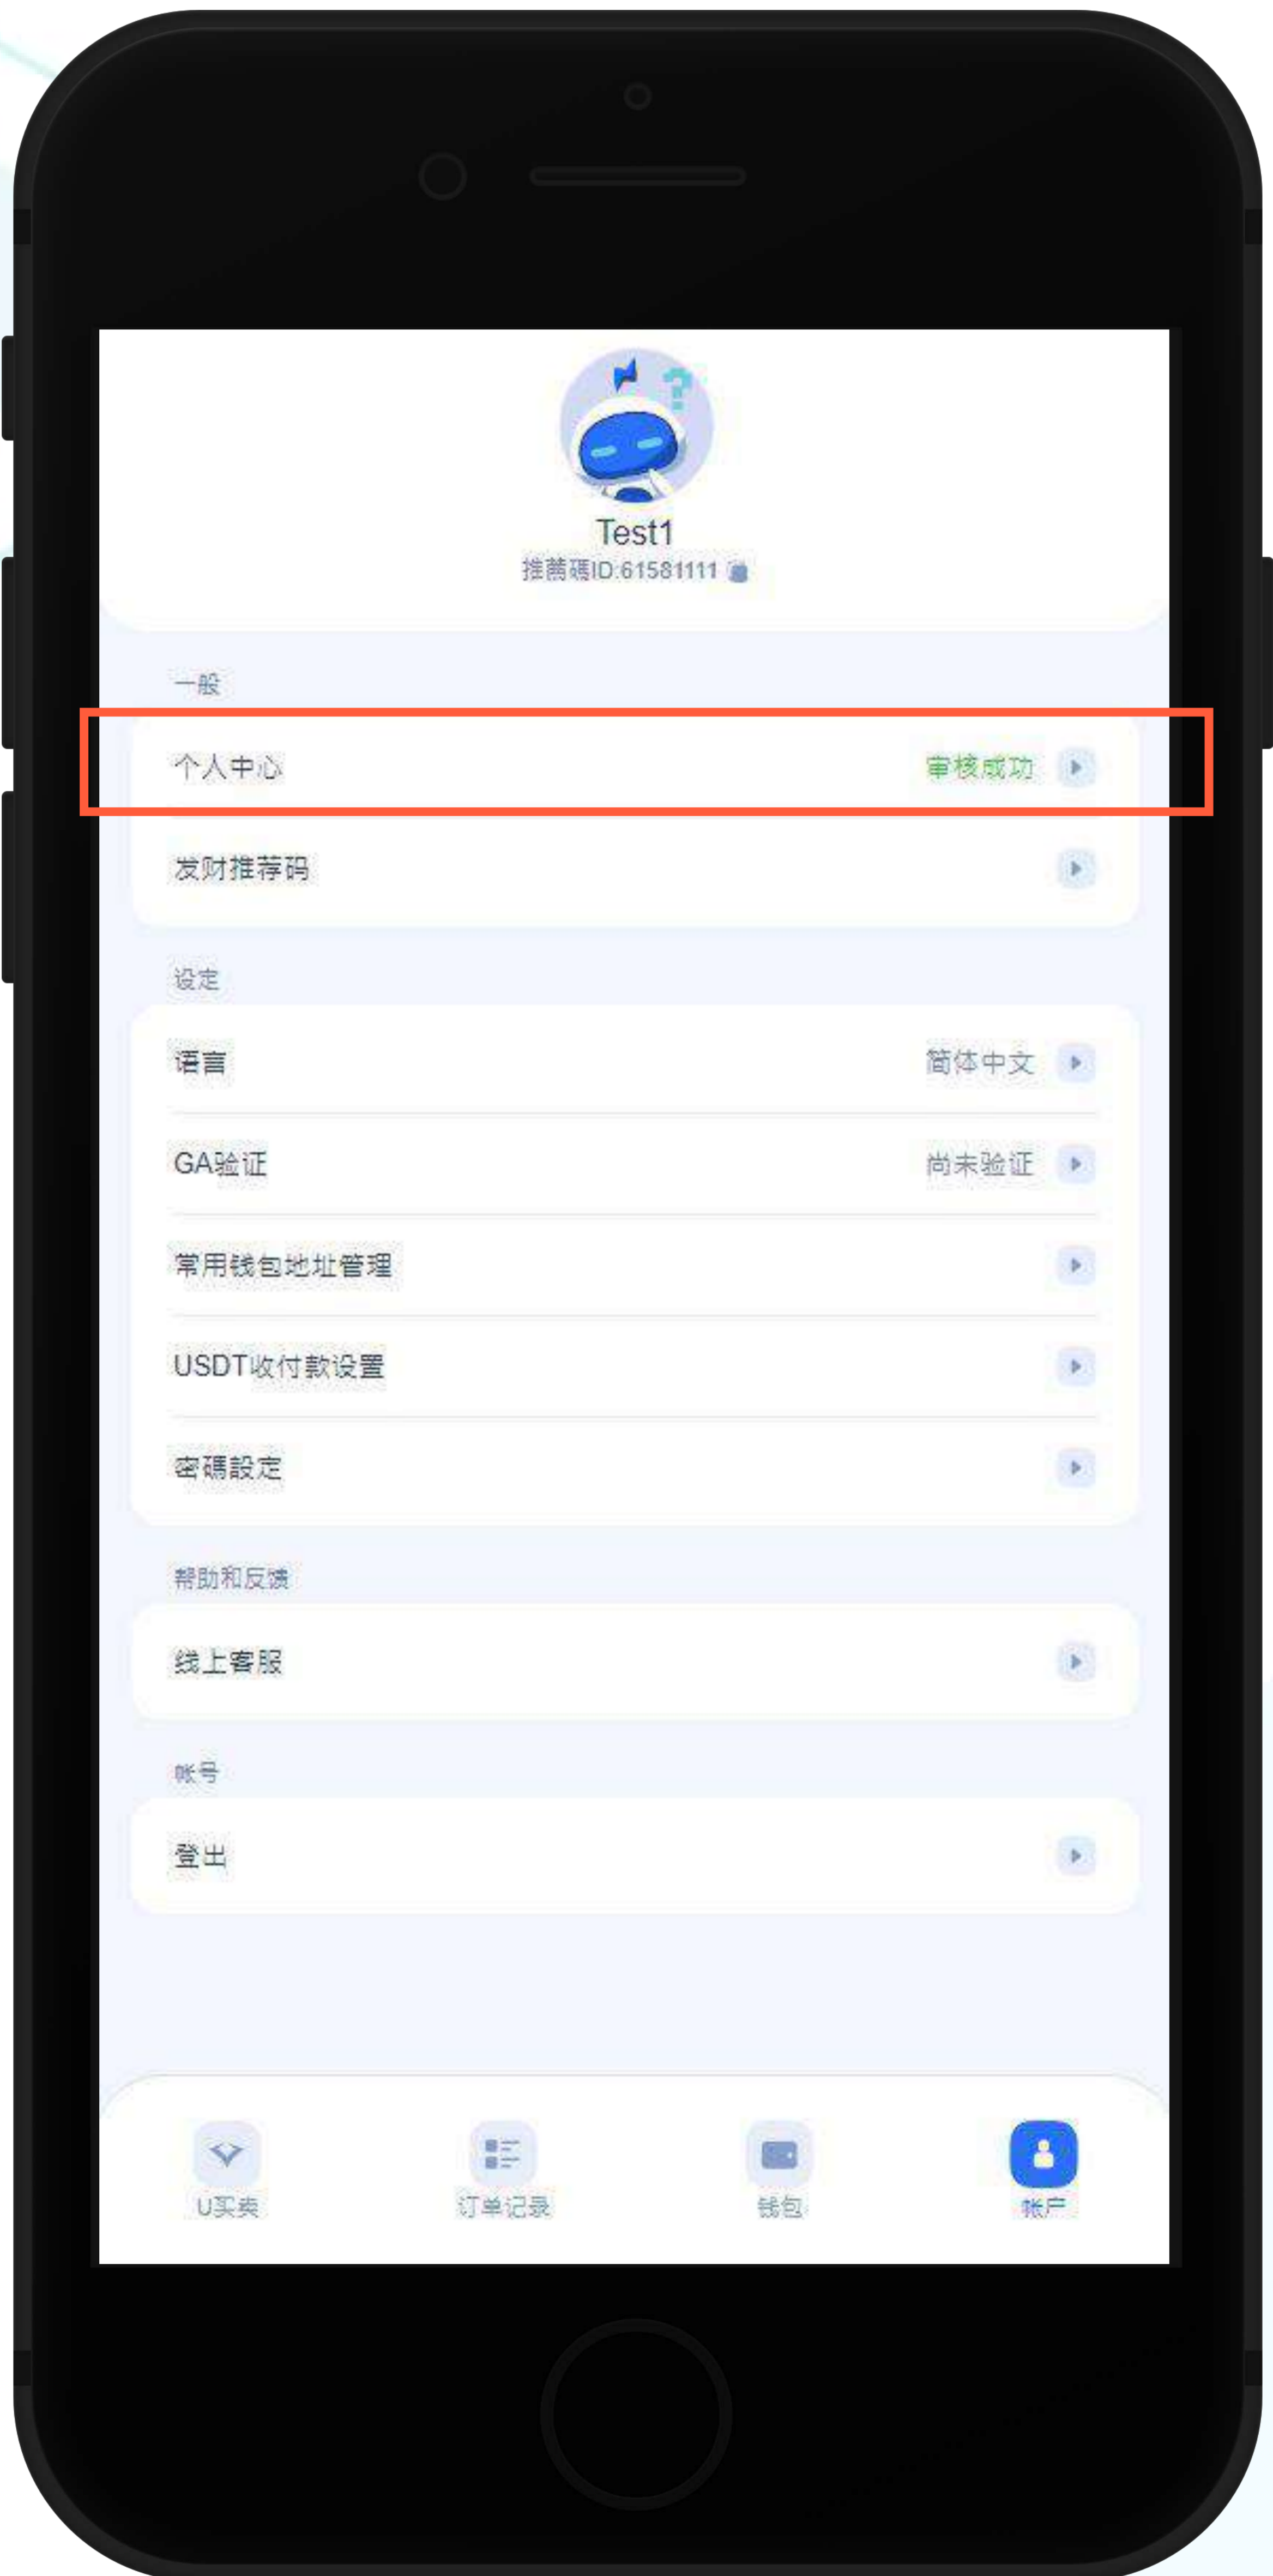 Test1
推薦碼ID:61581111
一般
个人中心 审核成功
发财推荐码
设定
语言 简体中文
GA验证 尚未验证
常用钱包地址管理
USDT收付款设置
密碼設定
帮助和反馈
线上客服
帐号
登出
U买卖 订单记录 钱包 帐户